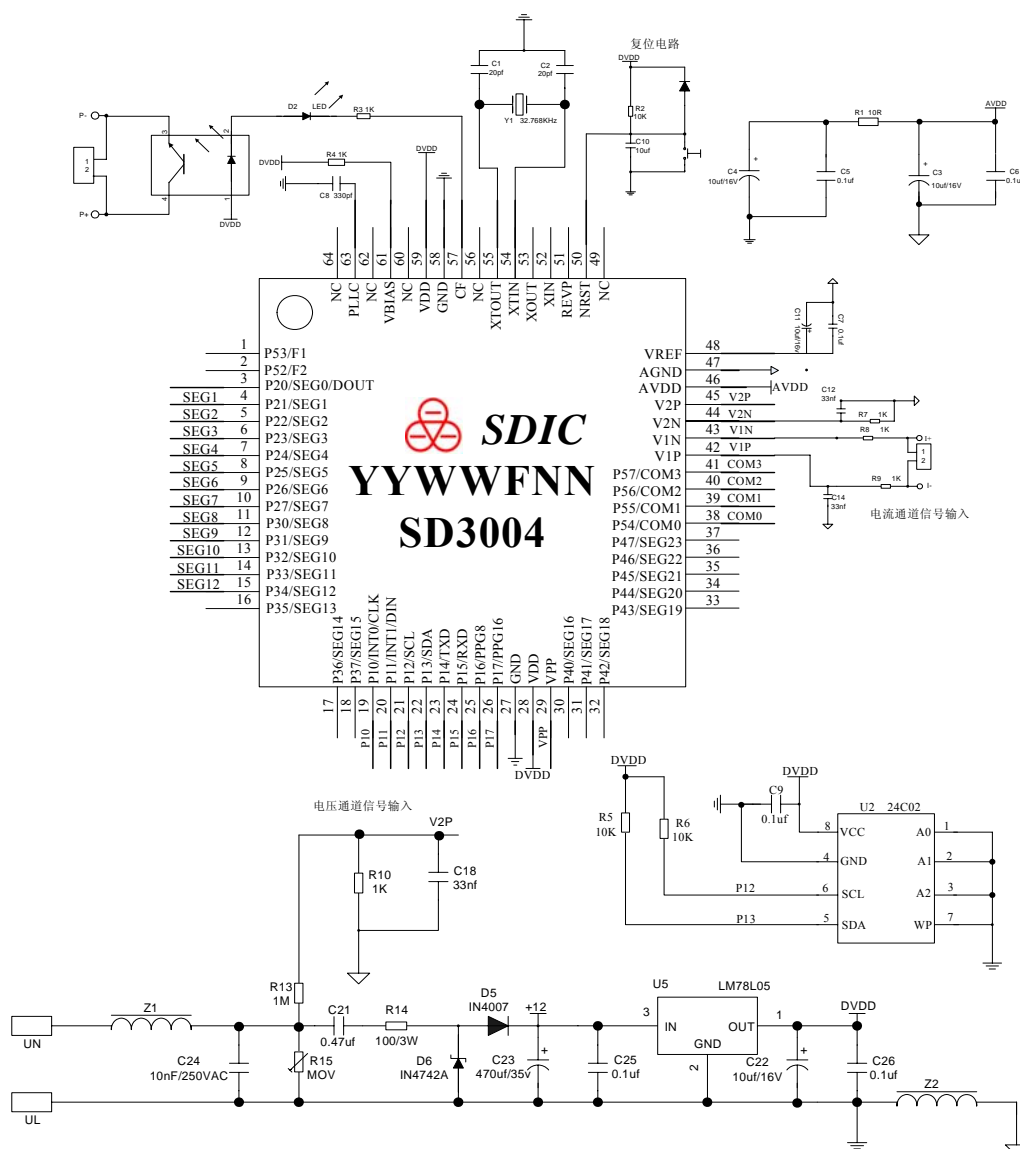 复位电路
DVDD
C1
20pf
C2
20pf
Y1 32.768KHz
R2
10K
C10
10uf
D2 LED
R3 1K
P-
P+
1
2
3
2
4
1
DVDD
DVDD
R4 1K
C8 330pf
DVDD
R1 10R
AVDD
C4
10uf/16V
C5
0.1uf
C3
10uf/16V
C6
0.1u
64 63 62 61 60 59 58 57 56 55 54 53 52 51 50 49
NC PLLC NC VBIAS NC VDD GND CF NC XTOUT XTIN XOUT XIN REVP NRST NC
1 P53/F1
2 P52/F2
3 P20/SEG0/DOUT
SEG1 4 P21/SEG1
SEG2 5 P22/SEG2
SEG3 6 P23/SEG3
SEG4 7 P24/SEG4
SEG5 8 P25/SEG5
SEG6 9 P26/SEG6
SEG7 10 P27/SEG7
SEG8 11 P30/SEG8
SEG9 12 P31/SEG9
SEG10 13 P32/SEG10
SEG11 14 P33/SEG11
SEG12 15 P34/SEG12
16 P35/SEG13
SDIC
YYWWFNN
SD3004
VREF 48
AGND 47
AVDD 46 AVDD
V2P 45 V2P
V2N 44 V2N
V1N 43 V1N
V1P 42 V1P
P57/COM3 41 COM3
P56/COM2 40 COM2
P55/COM1 39 COM1
P54/COM0 38 COM0
P47/SEG23 37
P46/SEG22 36
P45/SEG21 35
P44/SEG20 34
P43/SEG19 33
C11
10uf/16v
C7
0.1uf
C12
33nf
R7 1K
R8 1K
R9 1K
C14
33nf
I+
1
2
I-
电流通道信号输入
P36/SEG14 P37/SEG15 P10/INT0/CLK P11/INT1/DIN P12/SCL P13/SDA P14/TXD P15/RXD P16/PPG8 P17/PPG16 GND VDD VPP P40/SEG16 P41/SEG17 P42/SEG18
17 18 19 20 21 22 23 24 25 26 27 28 29 30 31 32
P10 P11 P12 P13 P14 P15 P16 P17 VPP
DVDD
电压通道信号输入
V2P
R10
1K
C18
33nf
DVDD
R5
10K
R6
10K
C9
0.1uf
DVDD
U2 24C02
8 VCC A0 1
4 GND A1 2
P12 6 SCL A2 3
P13 5 SDA WP 7
UN
Z1
R13
1M
C21
0.47uf
R14
100/3W
D5
IN4007
+12
U5 LM78L05
3 IN OUT 1
GND
2
DVDD
C24
10nF/250VAC
R15
MOV
D6
IN4742A
C23
470uf/35v
C25
0.1uf
C22
10uf/16V
C26
0.1uf
Z2
UL